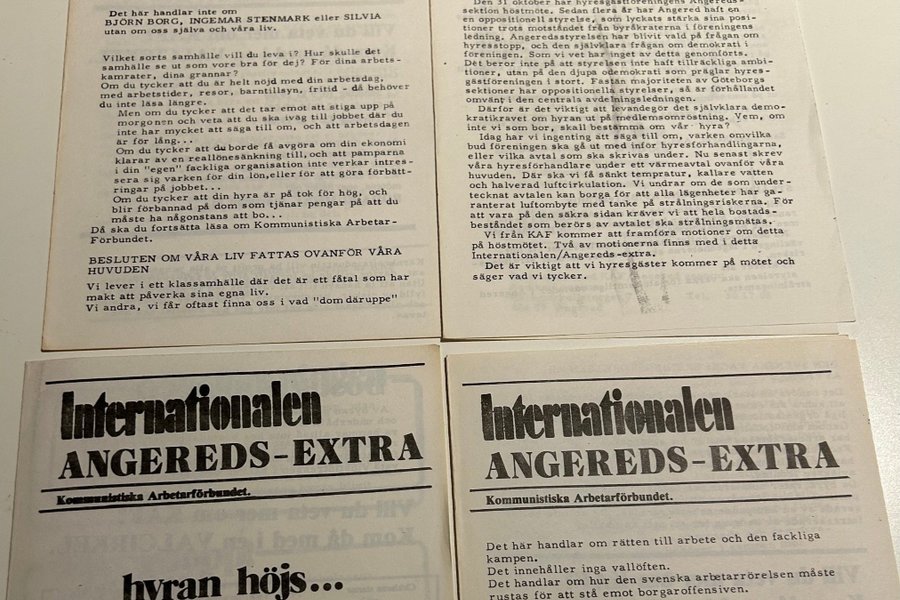 Det här handlar inte om
BJÖRN BORG, INGEMAR STENMARK eller SILVIA
utan om oss själva och våra liv.
Vilket sorts samhälle vill du leva i? Hur skulle det
samhälle se ut som vore bra för dej? För dina arbets-
kamrater, dina grannar?
Om du tycker att du är helt nöjd med din arbetsdag,
med arbetstider, resor, barntillsyn, fritid - då behöver
du inte läsa längre.
Men om du tycker att det tar emot att stiga upp på
morgonen och veta att du ska iväg till jobbet där du
inte har mycket att säga till om, och att arbetsdagen
är för lång...
Om du tycker att du borde få avgöra om din ekonomi
klarar av en reallönesänkning till, och att pamparna
i din "egen" fackliga organisation inte verkar intres-
sera sig varken för din lön, eller för att göra förbätt-
ringar på jobbet...
Om du tycker att din hyra är på tok för hög, och
blir förbannad på dom som tjänar pengar på att du
måste ha någonstans att bo...
Då ska du fortsätta läsa om Kommunistiska Arbetar-
Förbundet.
BESLUTEN OM VÅRA LIV FATTAS OVANFÖR VÅRA
HUVUDEN
Vi lever i ett klassamhälle där det är ett fåtal som har
makt att påverka sina egna liv.
Vi andra, vi får oftast finna oss i vad "dom däruppe"
Den 31 oktober har hyresgästföreningens Angereds-
sektion höstmöte. Sedan flera år har Angered haft en
en oppositionell styrelse, som lyckats stärka sina posi-
tioner trots motståndet från byråkraterna i föreningens
ledning. Angeredsstyrelsen har blivit vald på frågan om
hyresstopp, och den självklara frågan om demokrati i
föreningen. Som vi vet har inget av detta genomförts.
Det beror inte på att styrelsen inte haft tillräckliga ambi-
tioner, utan på den djupa odemokrati som präglar hyres-
gästföreningen i stort. Fastän majoriteten av Göteborgs
sektioner har oppositionella styrelser, så är förhållandet
omvänt i den centrala avdelningsledningen.
Därför är det viktigt att levandegör det självklara demo-
kratikravet om hyran ut på medlemsomröstning. Vem, om
inte vi som bor, skall bestämma om vår hyra?
Idag har vi ingenting att säga till om, varken omvilka
bud föreningen ska gå ut med inför hyresförhandlingarna,
eller vilka avtal som ska skrivas under. Nu senast skrev
våra hyresförhandlare under ett värmeavtal ovanför våra
huvuden. Där ska vi få sänkt tempratur, kallare vatten
och halverad luftcirkulation. Vi undrar om de som under-
tecknat avtalen kan borga för att alla lägenheter har ga-
ranterat luftombyte med tanke på strålningsriskerna. För
att vara på den säkra sidan kräver vi att hela bostads-
beståndet som berörs av avtalet ska strålningsmätas.
Vi från KAF kommer att framföra motioner om detta
på höstmötet. Två av motionerna finns med i detta
Internationalen/Angereds-extra.
Det är viktigt att vi hyresgäster kommer på mötet och
säger vad vi tycker.
Internationalen
ANGEREDS-EXTRA
Kommunistiska Arbetarförbundet.
hyran höjs...
Internationalen
ANGEREDS-EXTRA
Kommunistiska Arbetarförbundet.
Det här handlar om rätten till arbete och den fackliga
kampen.
Det innehåller inga vallöften.
Det handlar om hur den svenska arbetarrörelsen måste
rustas för att stå emot borgaroffensiven.